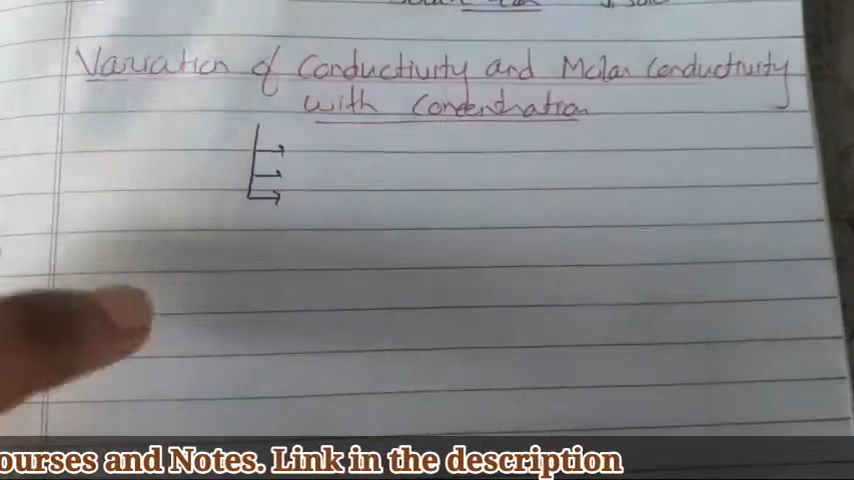 Variation of Conductivity and Molar Conductivity
with Concentration
ourses and Notes. Link in the description